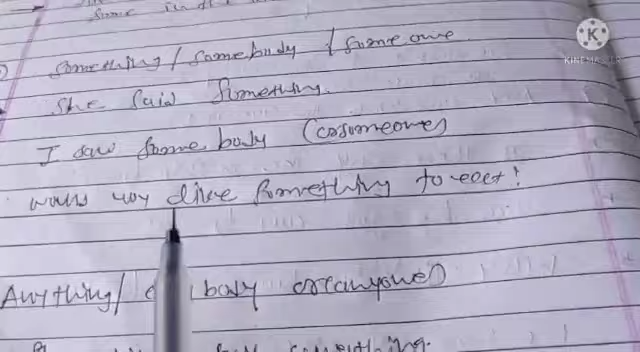 something / somebody / someone
She said something.
I saw somebody (or someone)
would you like something to eat?
Anything / body or anyone)
K
KINEMASTER